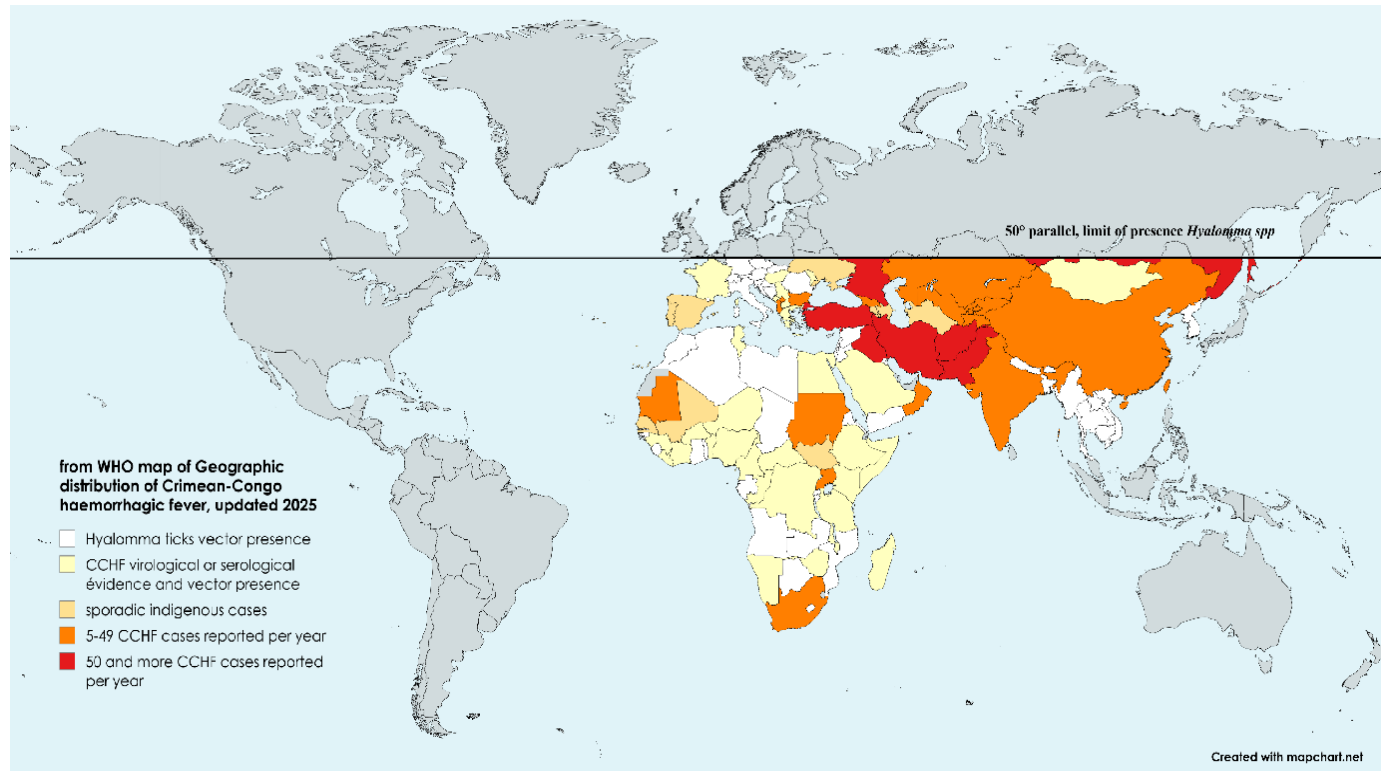 50° parallel, limit of presence Hyalomma spp
from WHO map of Geographic
distribution of Crimean-Congo
haemorrhagic fever, updated 2025
Hyalomma ticks vector presence
CCHF virological or serological
évidence and vector presence
sporadic indigenous cases
5-49 CCHF cases reported per year
50 and more CCHF cases reported
per year
Created with mapchart.net